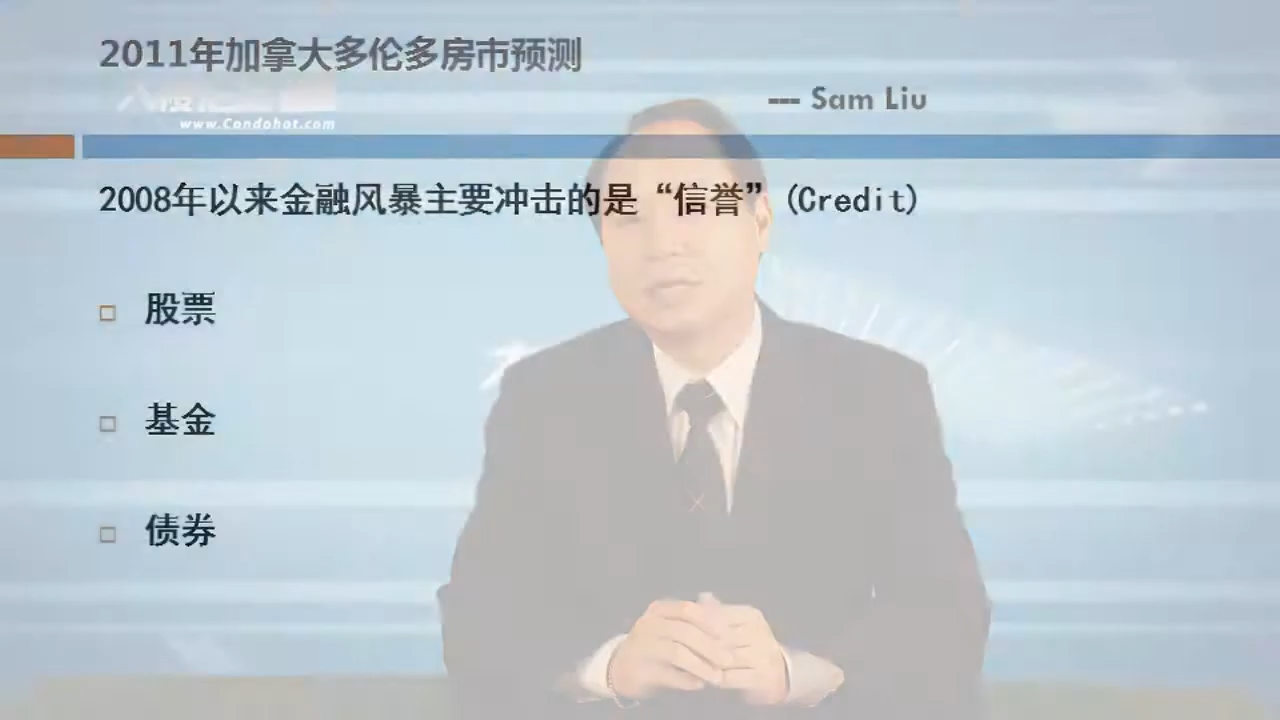 2011年加拿大多伦多房市预测
--- Sam Liu
www.Condohot.com
2008年以来金融风暴主要冲击的是“信誉”(Credit)
股票
基金
债券